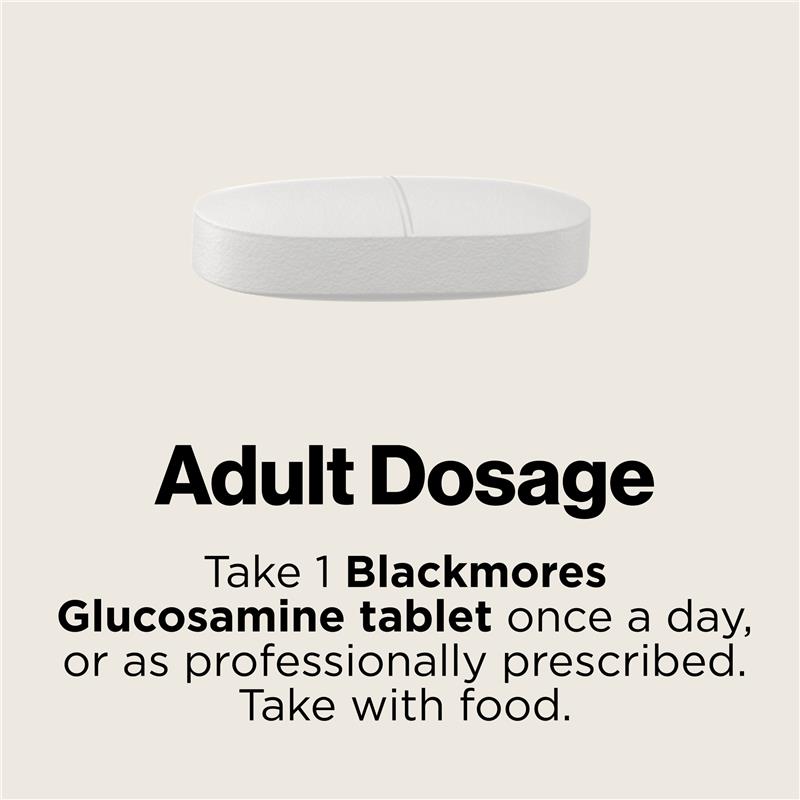 Adult Dosage
Take 1 Blackmores
Glucosamine tablet once a day,
or as professionally prescribed.
Take with food.